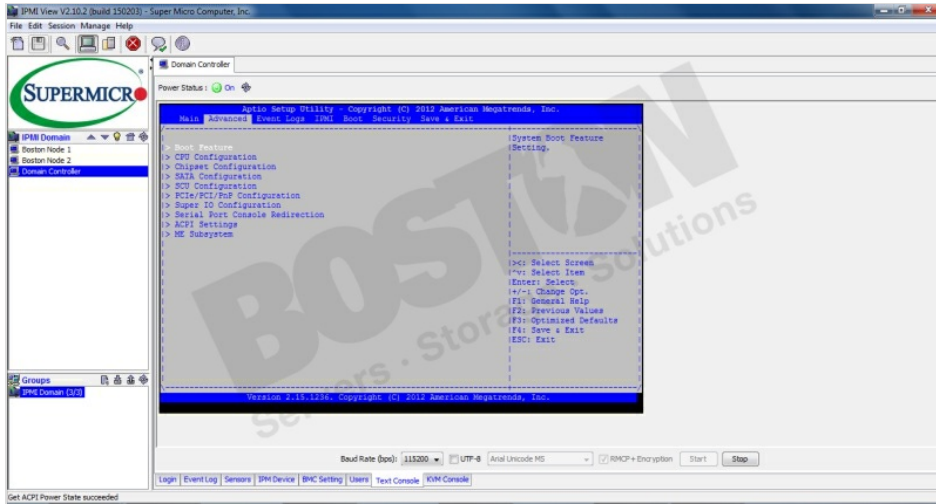 IPMI View V2.10.2 (build 150203) - Super Micro Computer, Inc.
File Edit Session Manage Help
SUPERMICR
IPMI Domain
Boston Node 1
Boston Node 2
Domain Controller
Groups
IPMI Domain (3/3)
Domain Controller
Power Status : On
Aptio Setup Utility - Copyright (C) 2012 American Megatrends, Inc.
Main Advanced Event Logs IPMI Boot Security Save & Exit
> Boot Feature
> CPU Configuration
> Chipset Configuration
> SATA Configuration
> SCU Configuration
> PCIe/PCI/PnP Configuration
> Super IO Configuration
> Serial Port Console Redirection
> ACPI Settings
> ME Subsystem
System Boot Feature
Setting.
><: Select Screen
^v: Select Item
Enter: Select
+/-: Change Opt.
F1: General Help
F2: Previous Values
F3: Optimized Defaults
F4: Save & Exit
ESC: Exit
Version 2.15.1236. Copyright (C) 2012 American Megatrends, Inc.
BOSTON
Servers . Storage . Solutions
Baud Rate (bps): 115200 UTF-8 Arial Unicode MS RMCP+ Encryption Start Stop
Login Event Log Sensors IPM Device BMC Setting Users Text Console KVM Console
Get ACPI Power State succeeded